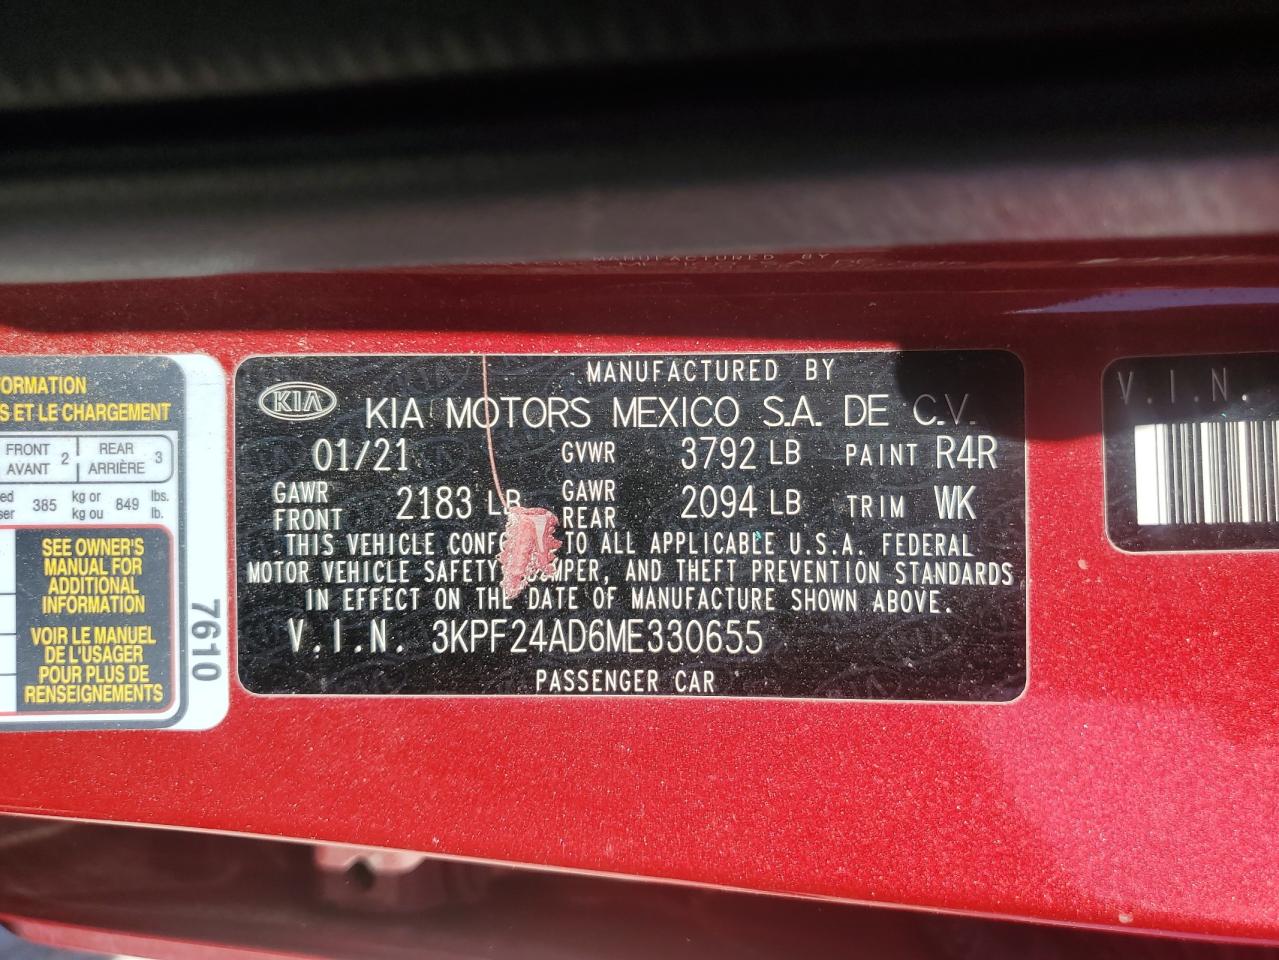 FORMATION
S ET LE CHARGEMENT
FRONT AVANT 2 REAR ARRIÈRE 3
385 kg or kg ou 849 lbs. lb.
SEE OWNER'S
MANUAL FOR
ADDITIONAL
INFORMATION
VOIR LE MANUEL
DE L'USAGER
POUR PLUS DE
RENSEIGNEMENTS
7610
MANUFACTURED BY
KIA KIA MOTORS MEXICO S.A. DE C.V.
01/21 GVWR 3792 LB PAINT R4R
GAWR FRONT 2183 LB GAWR REAR 2094 LB TRIM WK
THIS VEHICLE TO ALL APPLICABLE U.S.A. FEDERAL
MOTOR VEHICLE SAFETY, AND THEFT PREVENTION STANDARDS
IN EFFECT ON THE DATE OF MANUFACTURE SHOWN ABOVE.
V.I.N. 3KPF24AD6ME330655
PASSENGER CAR
V.I.N.